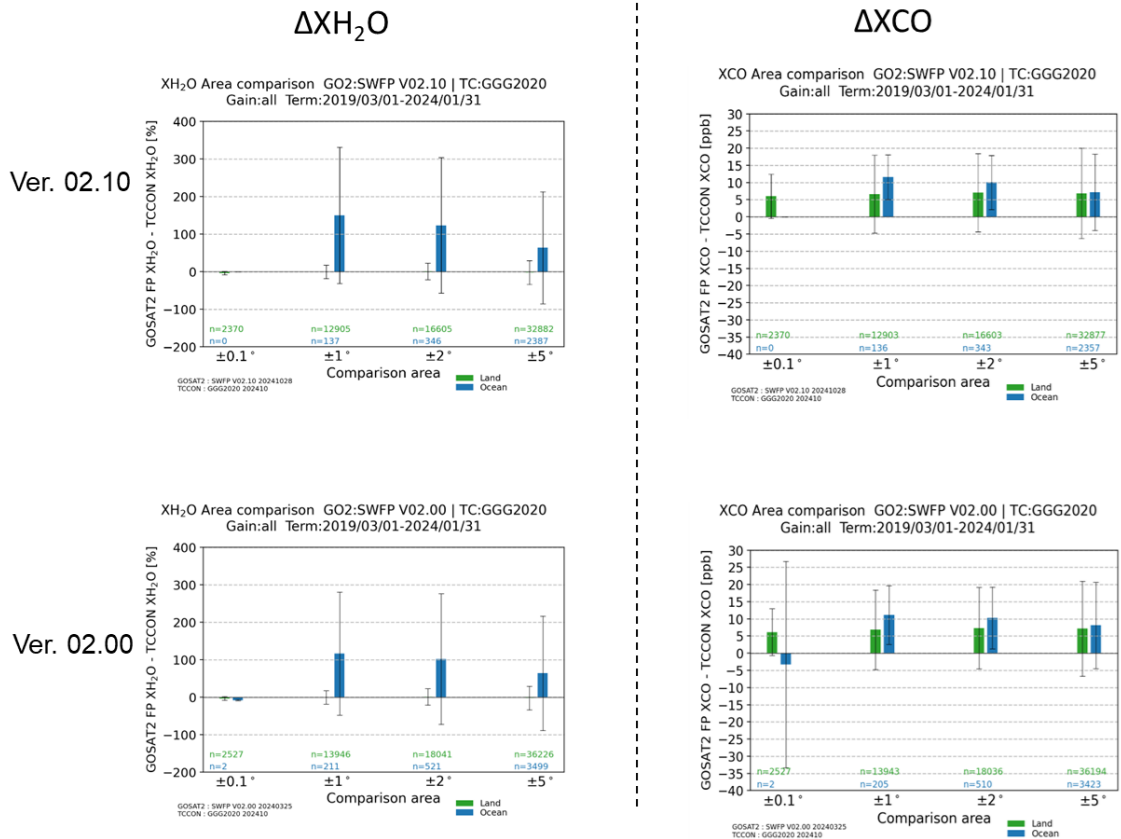 ΔXH₂O
ΔXCO
Ver. 02.10
XH₂O Area comparison GO2:SWFP V02.10 | TC:GGG2020
Gain:all Term:2019/03/01-2024/01/31
GOSAT2 FP XH₂O - TCCON XH₂O [%]
400
300
200
100
0
−100
−200
n=2370 n=12905 n=16605 n=32882
n=0 n=137 n=346 n=2387
±0.1° ±1° ±2° ±5°
Comparison area
GOSAT2 : SWFP V02.10 20241028
TCCON : GGG2020 202410
Land
Ocean
XCO Area comparison GO2:SWFP V02.10 | TC:GGG2020
Gain:all Term:2019/03/01-2024/01/31
GOSAT2 FP XCO - TCCON XCO [ppb]
30
25
20
15
10
5
0
−5
−10
−15
−20
−25
−30
−35
−40
n=2370 n=12903 n=16603 n=32877
n=0 n=136 n=343 n=2357
±0.1° ±1° ±2° ±5°
Comparison area
GOSAT2 : SWFP V02.10 20241028
TCCON : GGG2020 202410
Land
Ocean
Ver. 02.00
XH₂O Area comparison GO2:SWFP V02.00 | TC:GGG2020
Gain:all Term:2019/03/01-2024/01/31
GOSAT2 FP XH₂O - TCCON XH₂O [%]
400
300
200
100
0
−100
−200
n=2527 n=13946 n=18041 n=36226
n=2 n=211 n=521 n=3499
±0.1° ±1° ±2° ±5°
Comparison area
GOSAT2 : SWFP V02.00 20240325
TCCON : GGG2020 202410
Land
Ocean
XCO Area comparison GO2:SWFP V02.00 | TC:GGG2020
Gain:all Term:2019/03/01-2024/01/31
GOSAT2 FP XCO - TCCON XCO [ppb]
30
25
20
15
10
5
0
−5
−10
−15
−20
−25
−30
−35
−40
n=2527 n=13943 n=18036 n=36194
n=2 n=205 n=510 n=3423
±0.1° ±1° ±2° ±5°
Comparison area
GOSAT2 : SWFP V02.00 20240325
TCCON : GGG2020 202410
Land
Ocean